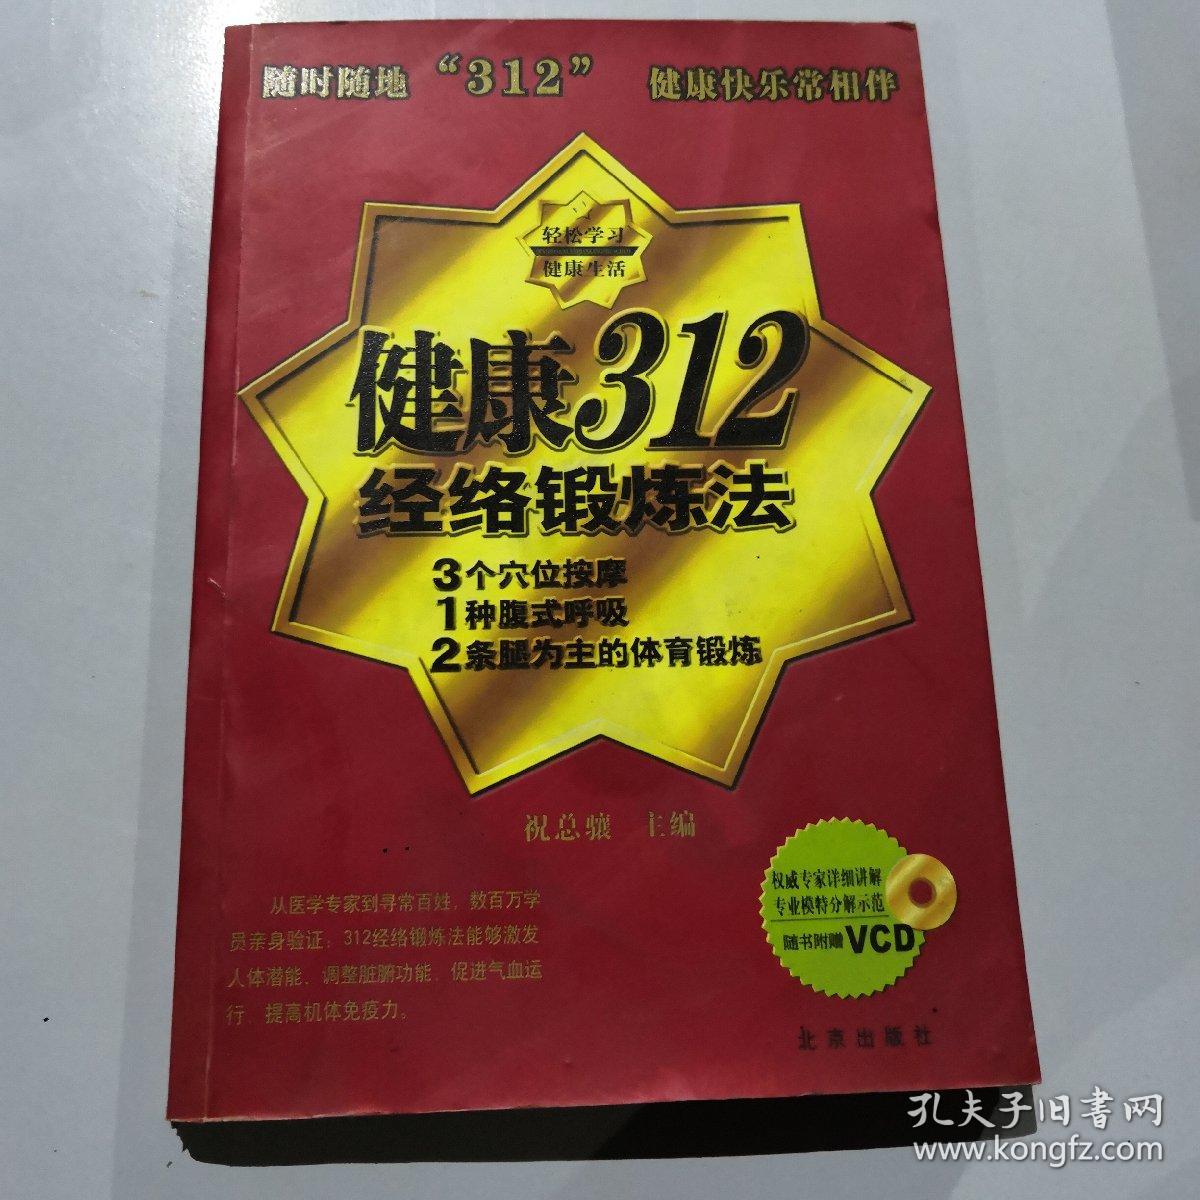 随时随地 “312” 健康快乐常相伴
轻松学习
健康生活
健康312
经络锻炼法
3个穴位按摩
1种腹式呼吸
2条腿为主的体育锻炼
祝总骧 主编
权威专家详细讲解
专业模特分解示范
随书附赠 VCD
从医学专家到寻常百姓，数百万学
员亲身验证：312经络锻炼法能够激发
人体潜能、调整脏腑功能、促进气血运
行、提高机体免疫力。
北京出版社
孔夫子旧书网
www.kongfz.com